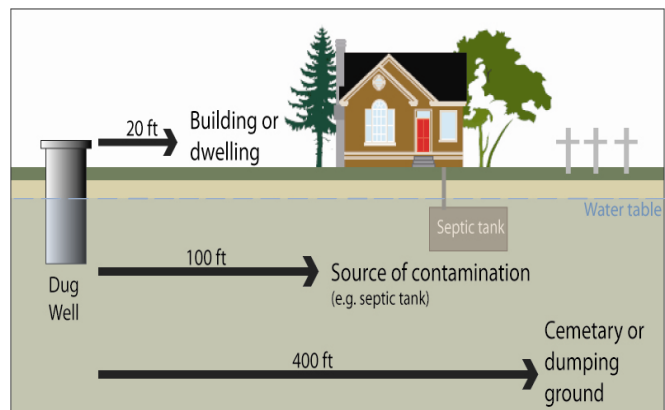 20 ft
Building or
dwelling
Water table
Septic tank
100 ft
Source of contamination
(e.g. septic tank)
Dug
Well
Cemetary or
dumping
ground
400 ft